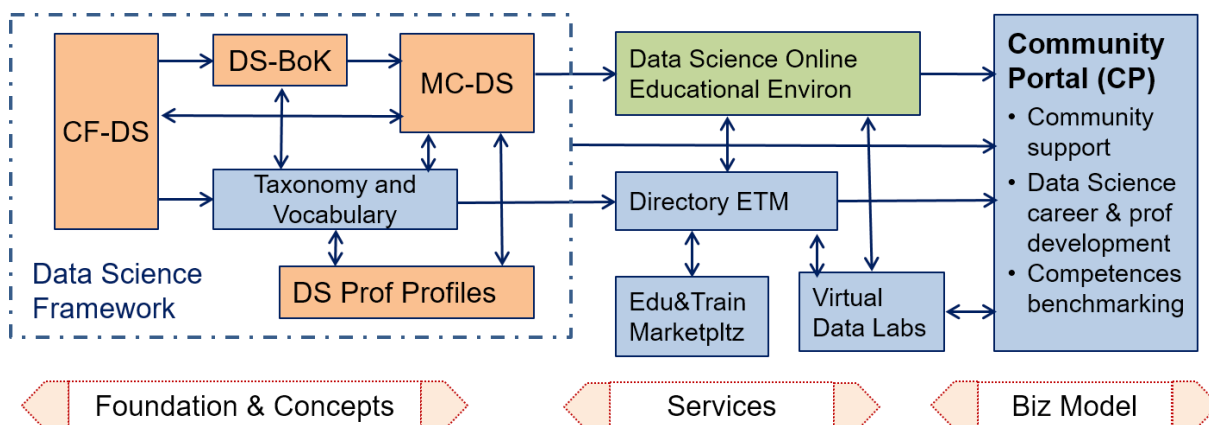 CF-DS
DS-BoK
MC-DS
Taxonomy and
Vocabulary
DS Prof Profiles
Data Science
Framework
Data Science Online
Educational Environ
Directory ETM
Edu&Train
Marketpltz
Virtual
Data Labs
Community
Portal (CP)
• Community
support
• Data Science
career & prof
development
• Competences
benchmarking
Foundation & Concepts
Services
Biz Model